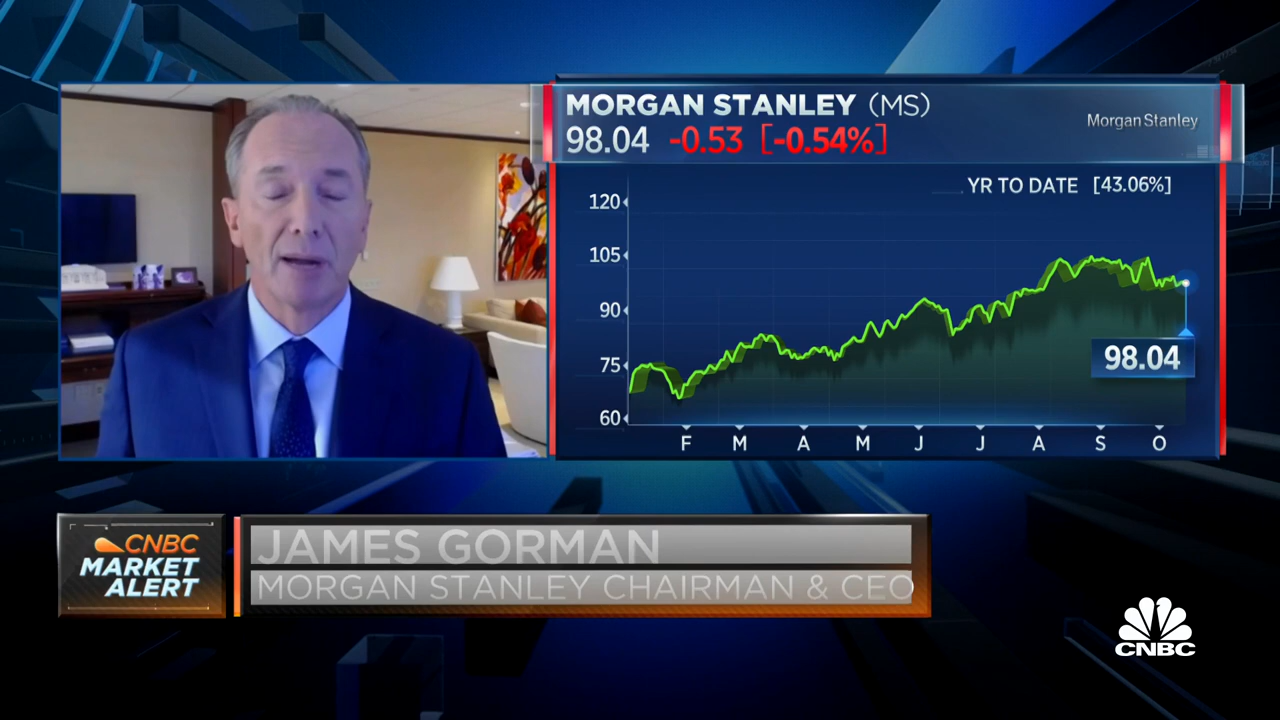 MORGAN STANLEY (MS)
98.04 -0.53 [-0.54%]
Morgan Stanley
YR TO DATE [43.06%]
120
105
90
75
60
98.04
F M A M J J A S O
CNBC
MARKET
ALERT
JAMES GORMAN
MORGAN STANLEY CHAIRMAN & CEO
CNBC